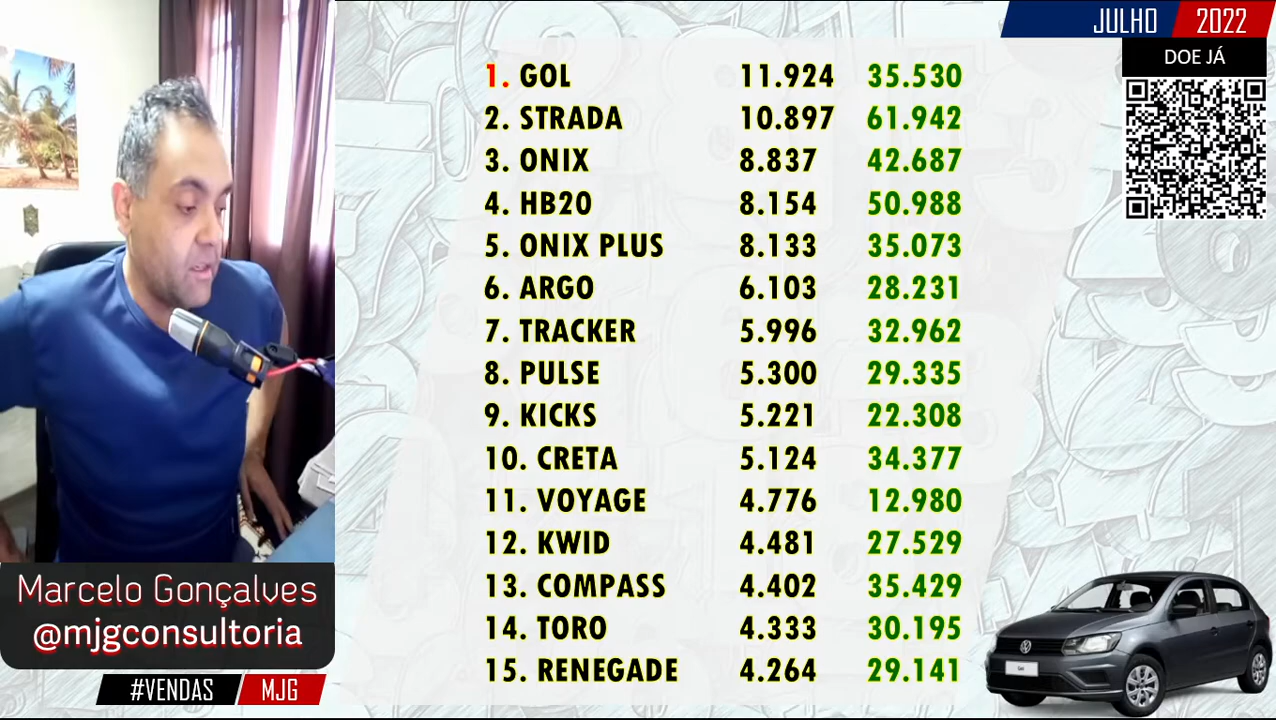 JULHO 2022
DOE JÁ
1. GOL 11.924 35.530
2. STRADA 10.897 61.942
3. ONIX 8.837 42.687
4. HB20 8.154 50.988
5. ONIX PLUS 8.133 35.073
6. ARGO 6.103 28.231
7. TRACKER 5.996 32.962
8. PULSE 5.300 29.335
9. KICKS 5.221 22.308
10. CRETA 5.124 34.377
11. VOYAGE 4.776 12.980
12. KWID 4.481 27.529
13. COMPASS 4.402 35.429
14. TORO 4.333 30.195
15. RENEGADE 4.264 29.141
Marcelo Gonçalves
@mjgconsultoria
#VENDAS MJG
Gol